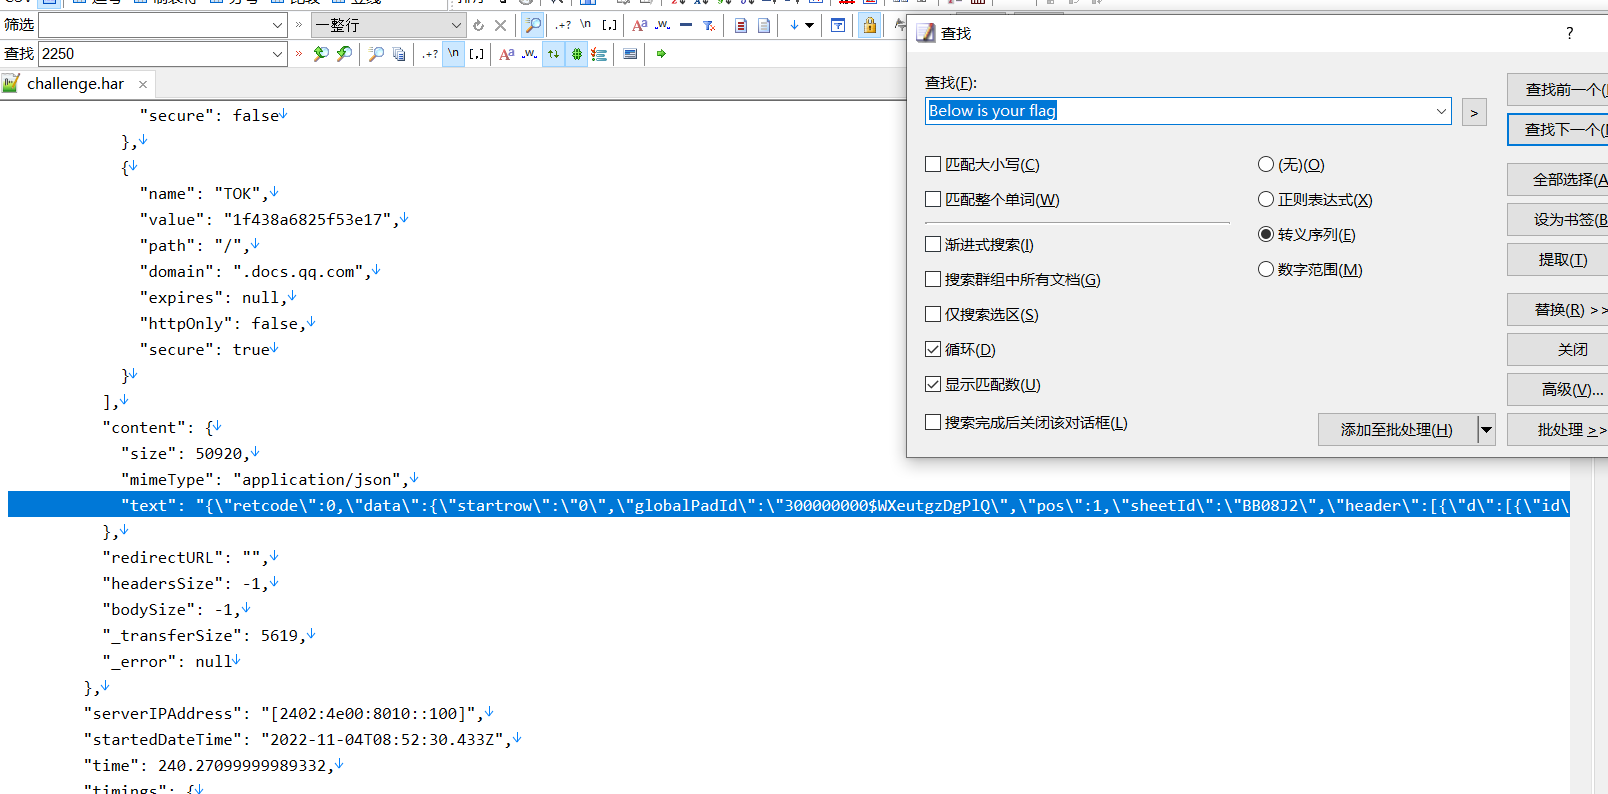 筛选
»
一整行
.+?
\n
[,]
查找
2250
»
.+?
\n
[,]
challenge.har ×
"secure": false↓
},↓
{↓
"name": "TOK",↓
"value": "1f438a6825f53e17",↓
"path": "/",↓
"domain": ".docs.qq.com",↓
"expires": null,↓
"httpOnly": false,↓
"secure": true↓
}↓
],↓
"content": {↓
"size": 50920,↓
"mimeType": "application/json",↓
"text": "{\"retcode\":0,\"data\":{\"startrow\":\"0\",\"globalPadId\":\"300000000$WXeutgzDgPlQ\",\"pos\":1,\"sheetId\":\"BB08J2\",\"header\":[{\"d\":[{\"id\
},↓
"redirectURL": "",↓
"headersSize": -1,↓
"bodySize": -1,↓
"_transferSize": 5619,↓
"_error": null↓
},↓
"serverIPAddress": "[2402:4e00:8010::100]",↓
"startedDateTime": "2022-11-04T08:52:30.433Z",↓
"time": 240.27099999989332,↓
"timings": {↓
查找
?
查找(F):
Below is your flag
>
匹配大小写(C)
匹配整个单词(W)
渐进式搜索(I)
搜索群组中所有文档(G)
仅搜索选区(S)
循环(D)
显示匹配数(U)
搜索完成后关闭该对话框(L)
(无)(O)
正则表达式(X)
转义序列(E)
数字范围(M)
添加至批处理(H)
查找前一个(
查找下一个(
全部选择(A
设为书签(B
提取(T)
替换(R) >>
关闭
高级(V)...
批处理 >>